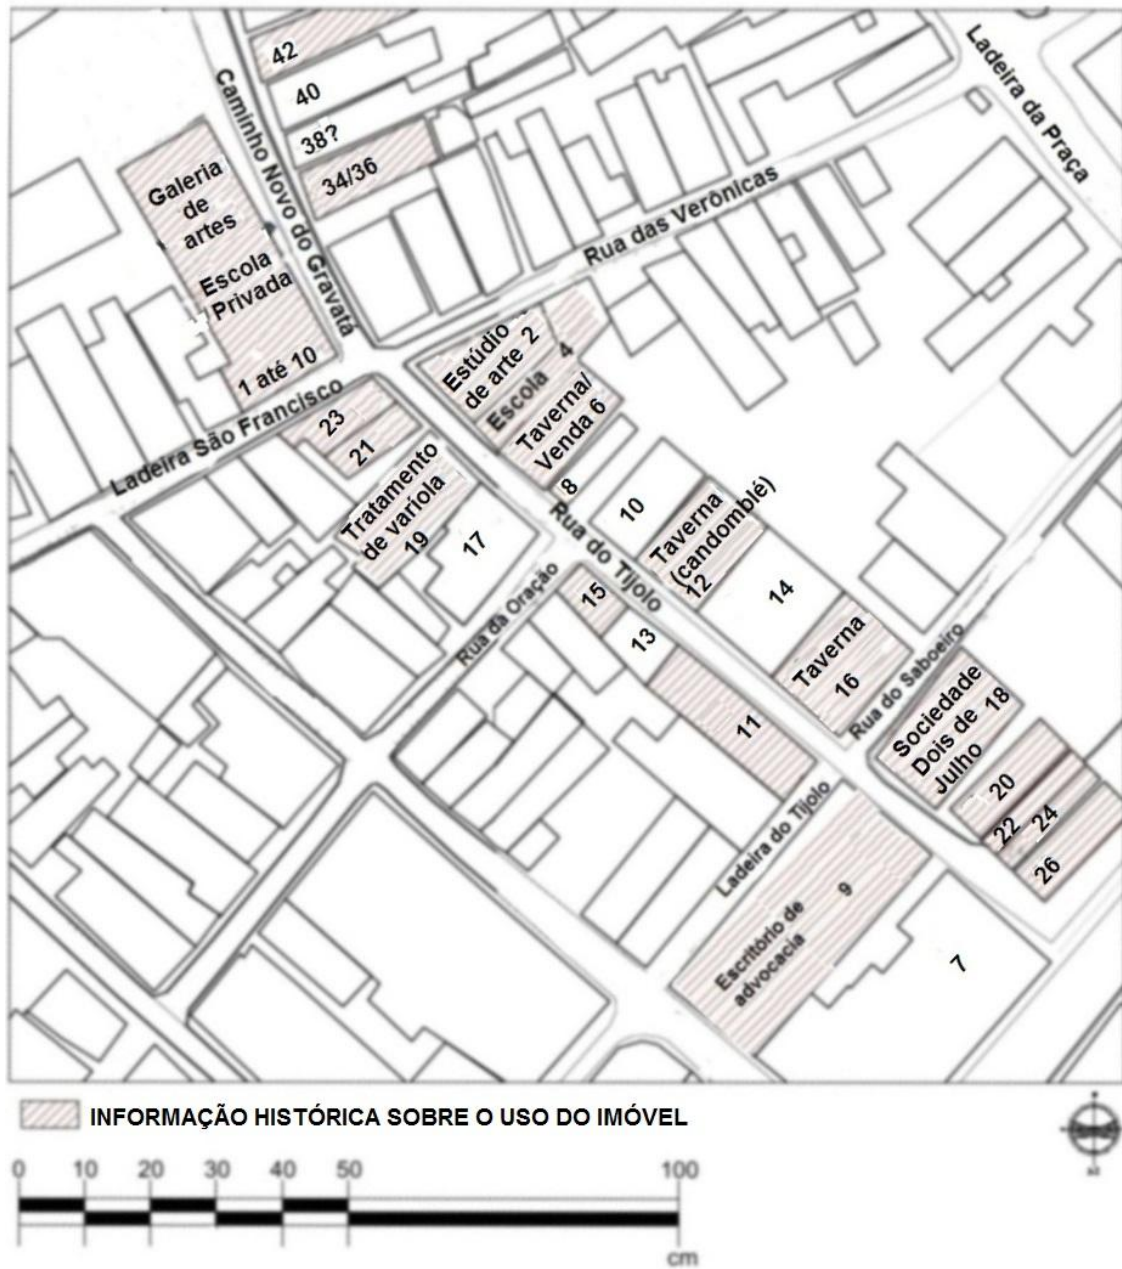 42
40
38?
34/36
Caminho Novo do Gravatá
Ladeira da Praça
Rua das Verônicas
Galeria
de
artes
Escola
Privada
1 até 10
Ladeira São Francisco
23
21
Tratamento
de varíola
19
17
Estúdio
de arte 2
Escola
4
Taverna/
Venda 6
8
10
Rua do Tijolo
Taverna
(candomblé)
12
14
Taverna
16
Rua da Oração
15
13
11
Rua do Saboeiro
Sociedade
Dois de 18
Julho
20
22
24
26
Ladeira do Tijolo
9
Escritório de
advocacia
7
INFORMAÇÃO HISTÓRICA SOBRE O USO DO IMÓVEL
0 10 20 30 40 50 100
cm